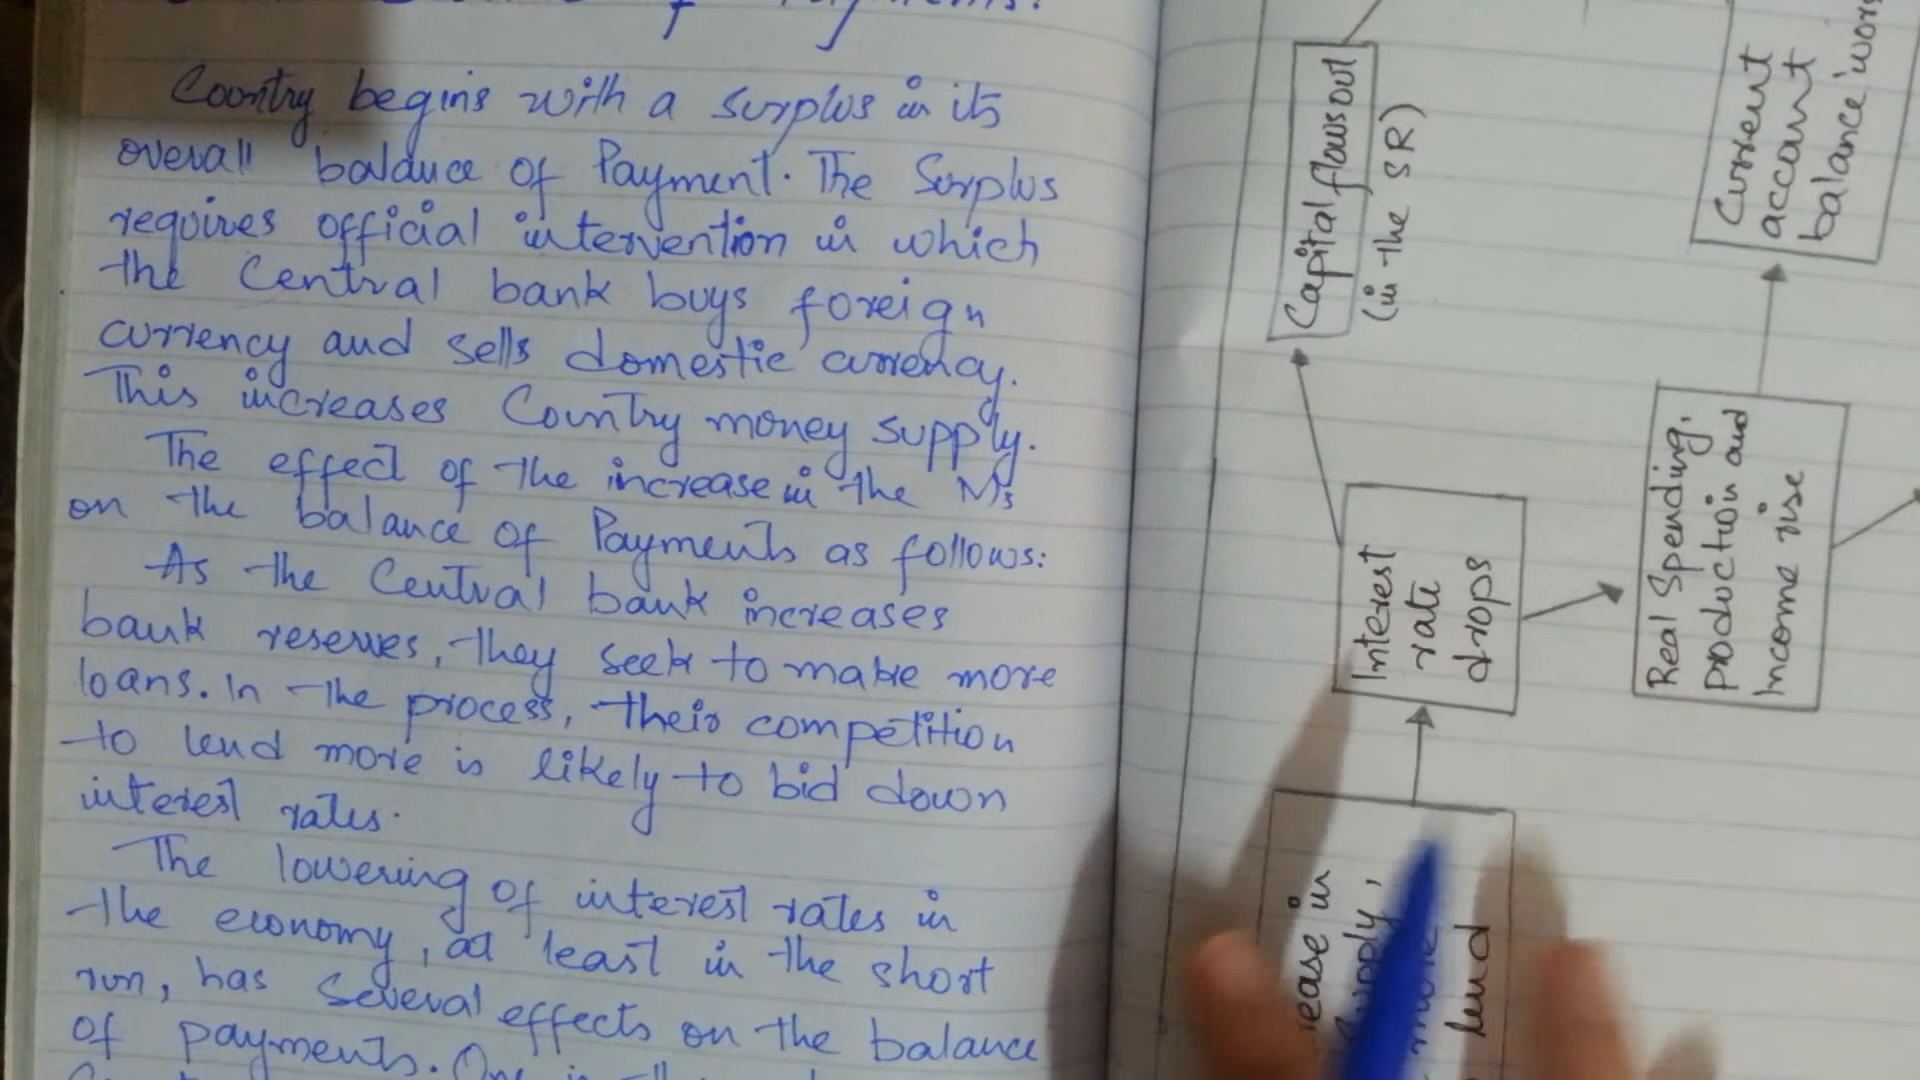 Country begins with a surplus in its
overall balance of Payment. The Surplus
requires official intervention in which
the Central bank buys foreign
currency and sells domestic currency.
This increases Country money supply.
The effect of the increase in the Ms
on the balance of Payments as follows:
As the Central bank increases
bank reserves, they seek to make more
loans. In the process, their competition
to lend more is likely to bid down
interest rates.
The lowering of interest rates in
the economy, at least in the short
run, has several effects on the balance
of payments. One
lend
Interest
rate
drops
Capital flows out
(in the SR)
Real Spending,
production and
Income rise
Current
account
balance